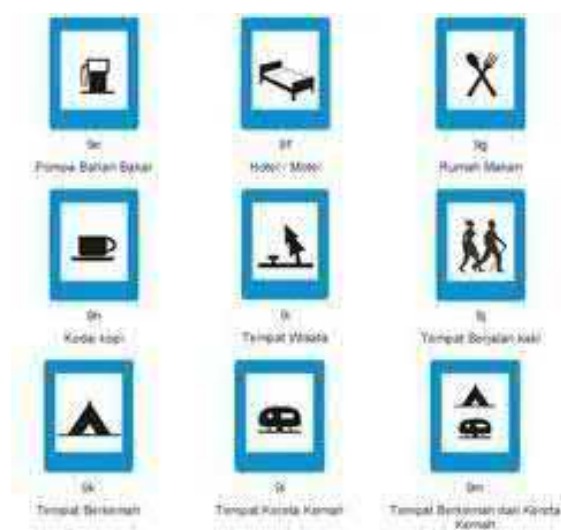 9e
9f
9g
Pompa Bahan Bakar
Hotel / Motel
Rumah Makan
9h
9i
9j
Kedai kopi
Tempat Wisata
Tempat Berjalan kaki
9k
9l
9m
Tempat Berkemah
Tempat Kereta Kemah
Tempat Berkemah dan Kereta
Kemah